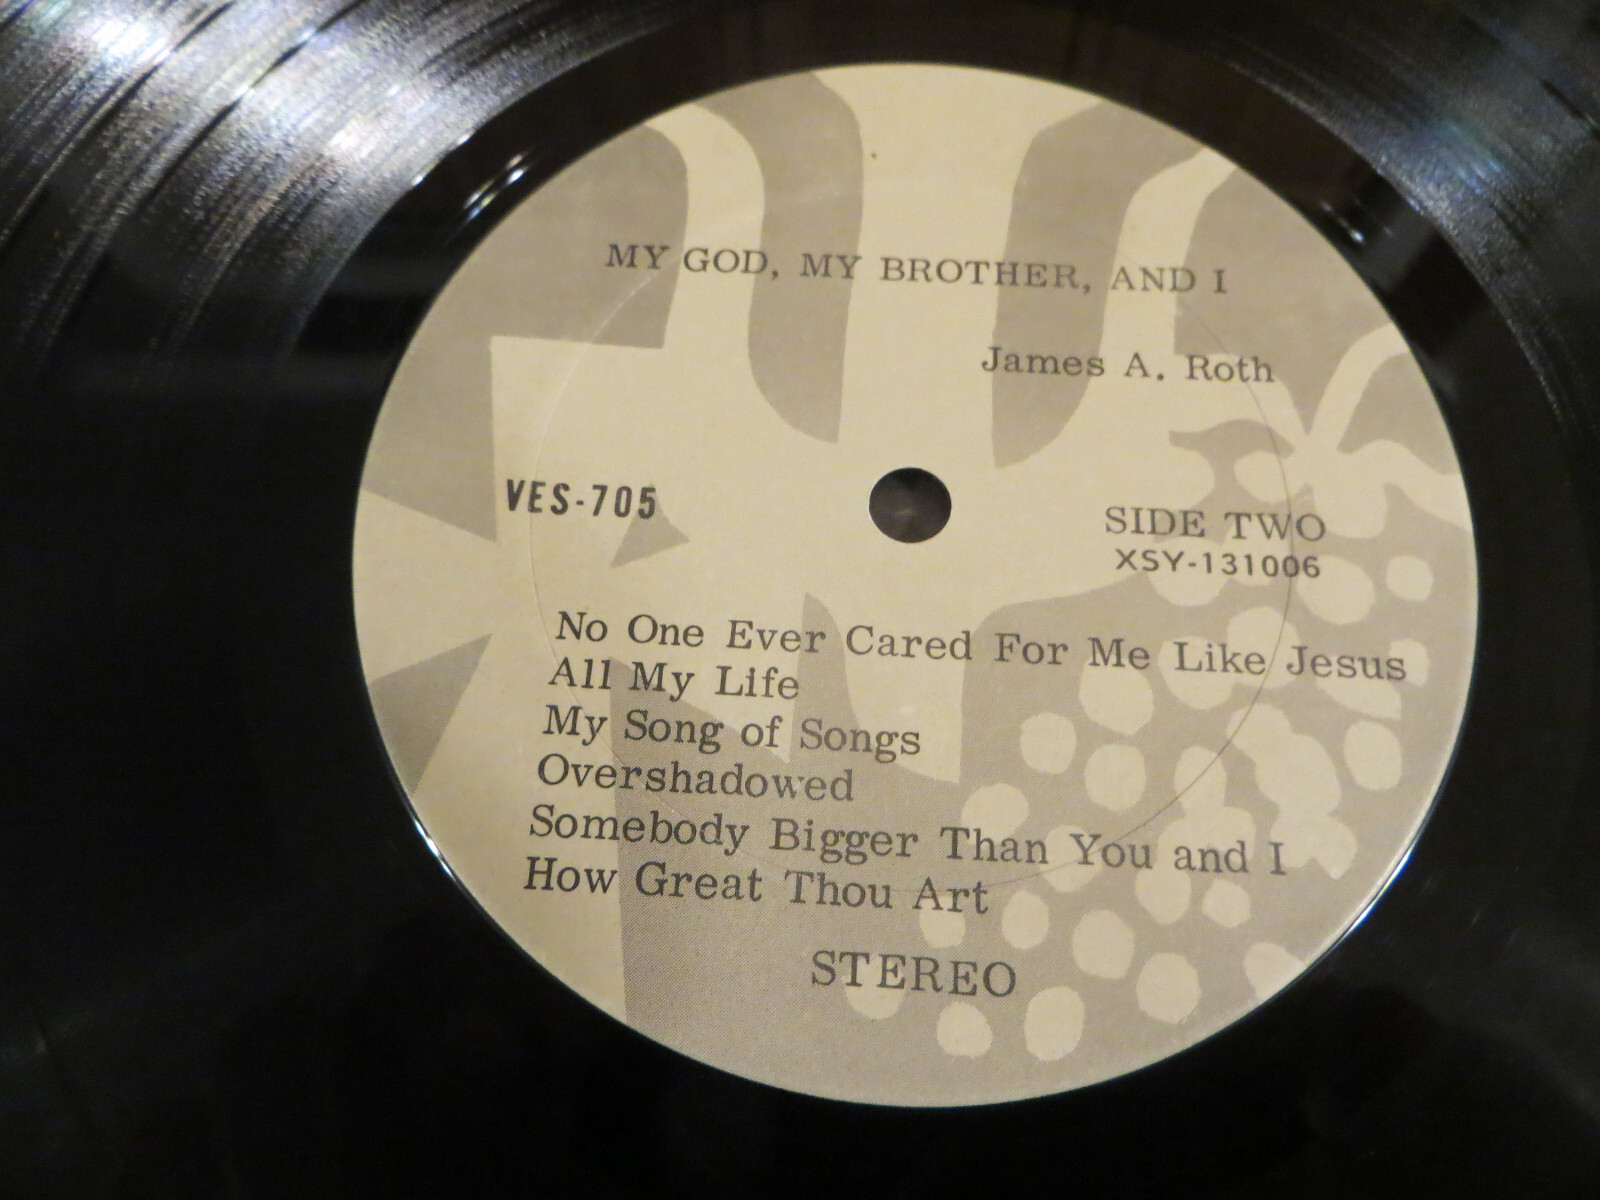 MY GOD, MY BROTHER, AND I
James A. Roth
VES-705
SIDE TWO
XSY-131006
No One Ever Cared For Me Like Jesus
All My Life
My Song of Songs
Overshadowed
Somebody Bigger Than You and I
How Great Thou Art
STEREO